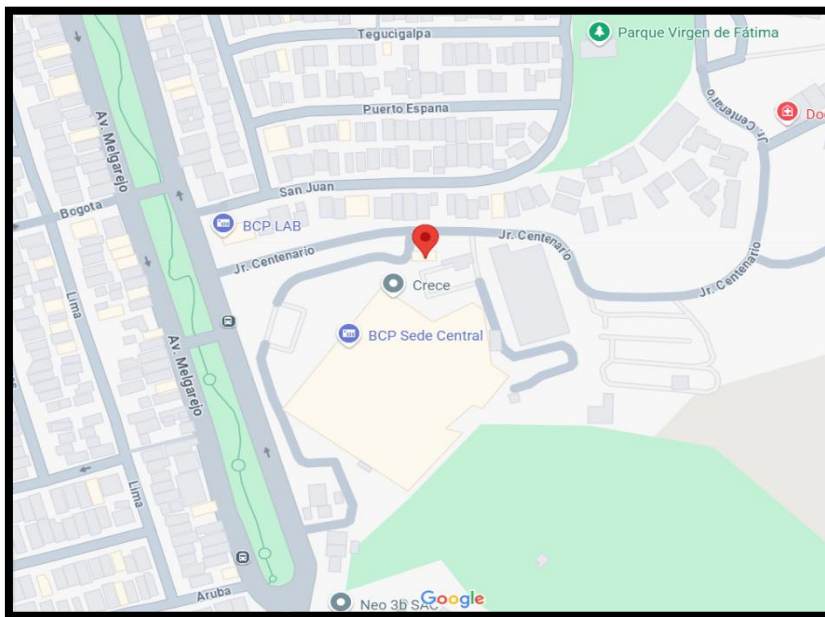 Tegucigalpa
Parque Virgen de Fátima
Puerto Espana
Jr. Centenario
Doc
Av. Melgarejo
San Juan
Bogota
BCP LAB
Jr. Centenario
Jr. Centenario
Jr. Centenario
Lima
Crece
BCP Sede Central
Av. Melgarejo
Lima
Aruba
Neo 3b SAC
Google